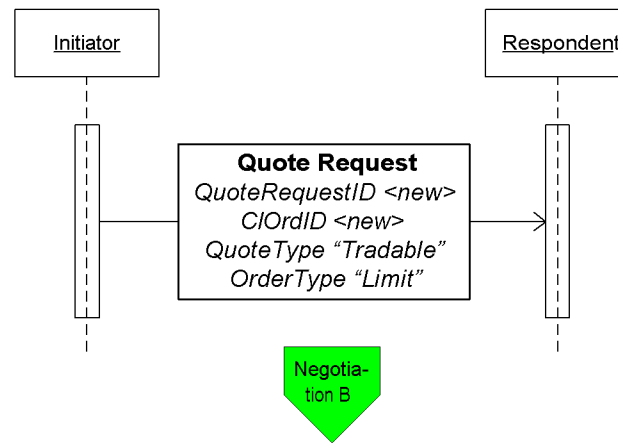 Initiator
Respondent
Quote Request
QuoteRequestID <new>
ClOrdID <new>
QuoteType “Tradable”
OrderType “Limit”
Negotia-
tion B